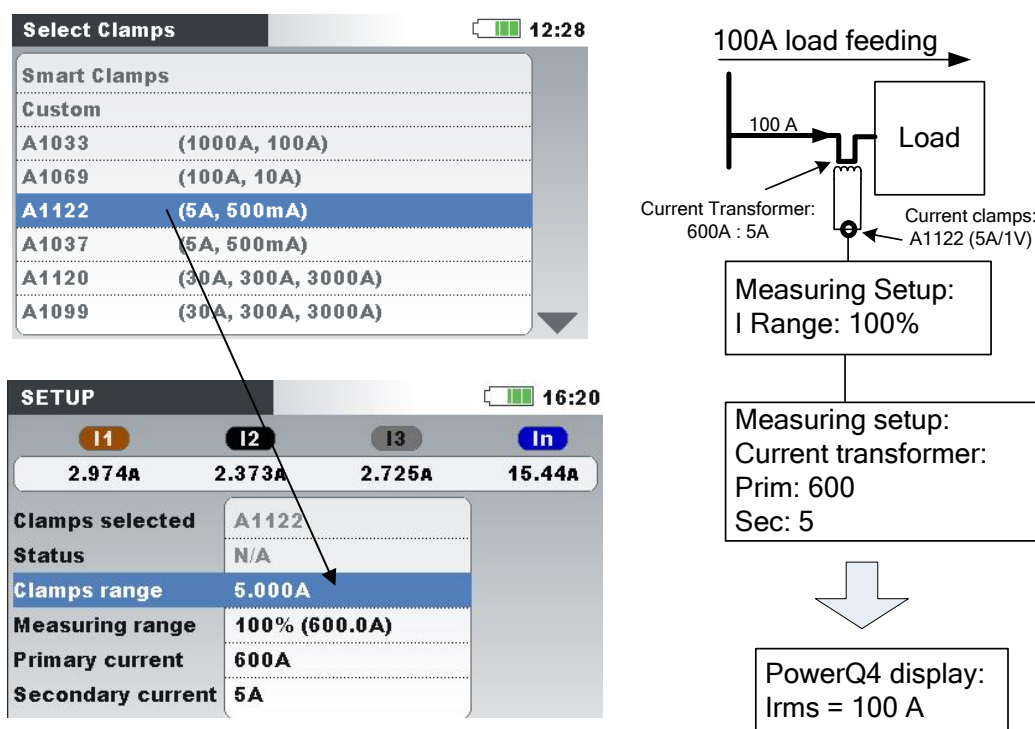 Select Clamps 12:28
Smart Clamps
Custom
A1033 (1000A, 100A)
A1069 (100A, 10A)
A1122 (5A, 500mA)
A1037 (5A, 500mA)
A1120 (30A, 300A, 3000A)
A1099 (30A, 300A, 3000A)
SETUP 16:20
I1 I2 I3 In
2.974A 2.373A 2.725A 15.44A
Clamps selected A1122
Status N/A
Clamps range 5.000A
Measuring range 100% (600.0A)
Primary current 600A
Secondary current 5A
100A load feeding
100 A
Load
Current Transformer:
600A : 5A
Current clamps:
A1122 (5A/1V)
Measuring Setup:
I Range: 100%
Measuring setup:
Current transformer:
Prim: 600
Sec: 5
PowerQ4 display:
Irms = 100 A